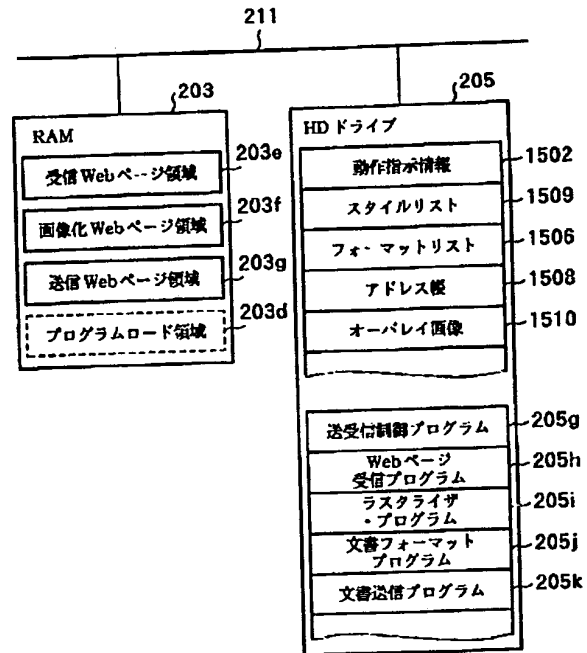 211
203
RAM
受信Webページ領域
203e
画像化Webページ領域
203f
送信Webページ領域
203g
プログラムロード領域
203d
205
HDドライブ
動作指示情報
1502
スタイルリスト
1509
フォーマットリスト
1506
アドレス帳
1508
オーバレイ画像
1510
送受信制御プログラム
205g
Webページ
受信プログラム
205h
ラスタライザ
・プログラム
205i
文書フォーマット
プログラム
205j
文書送信プログラム
205k